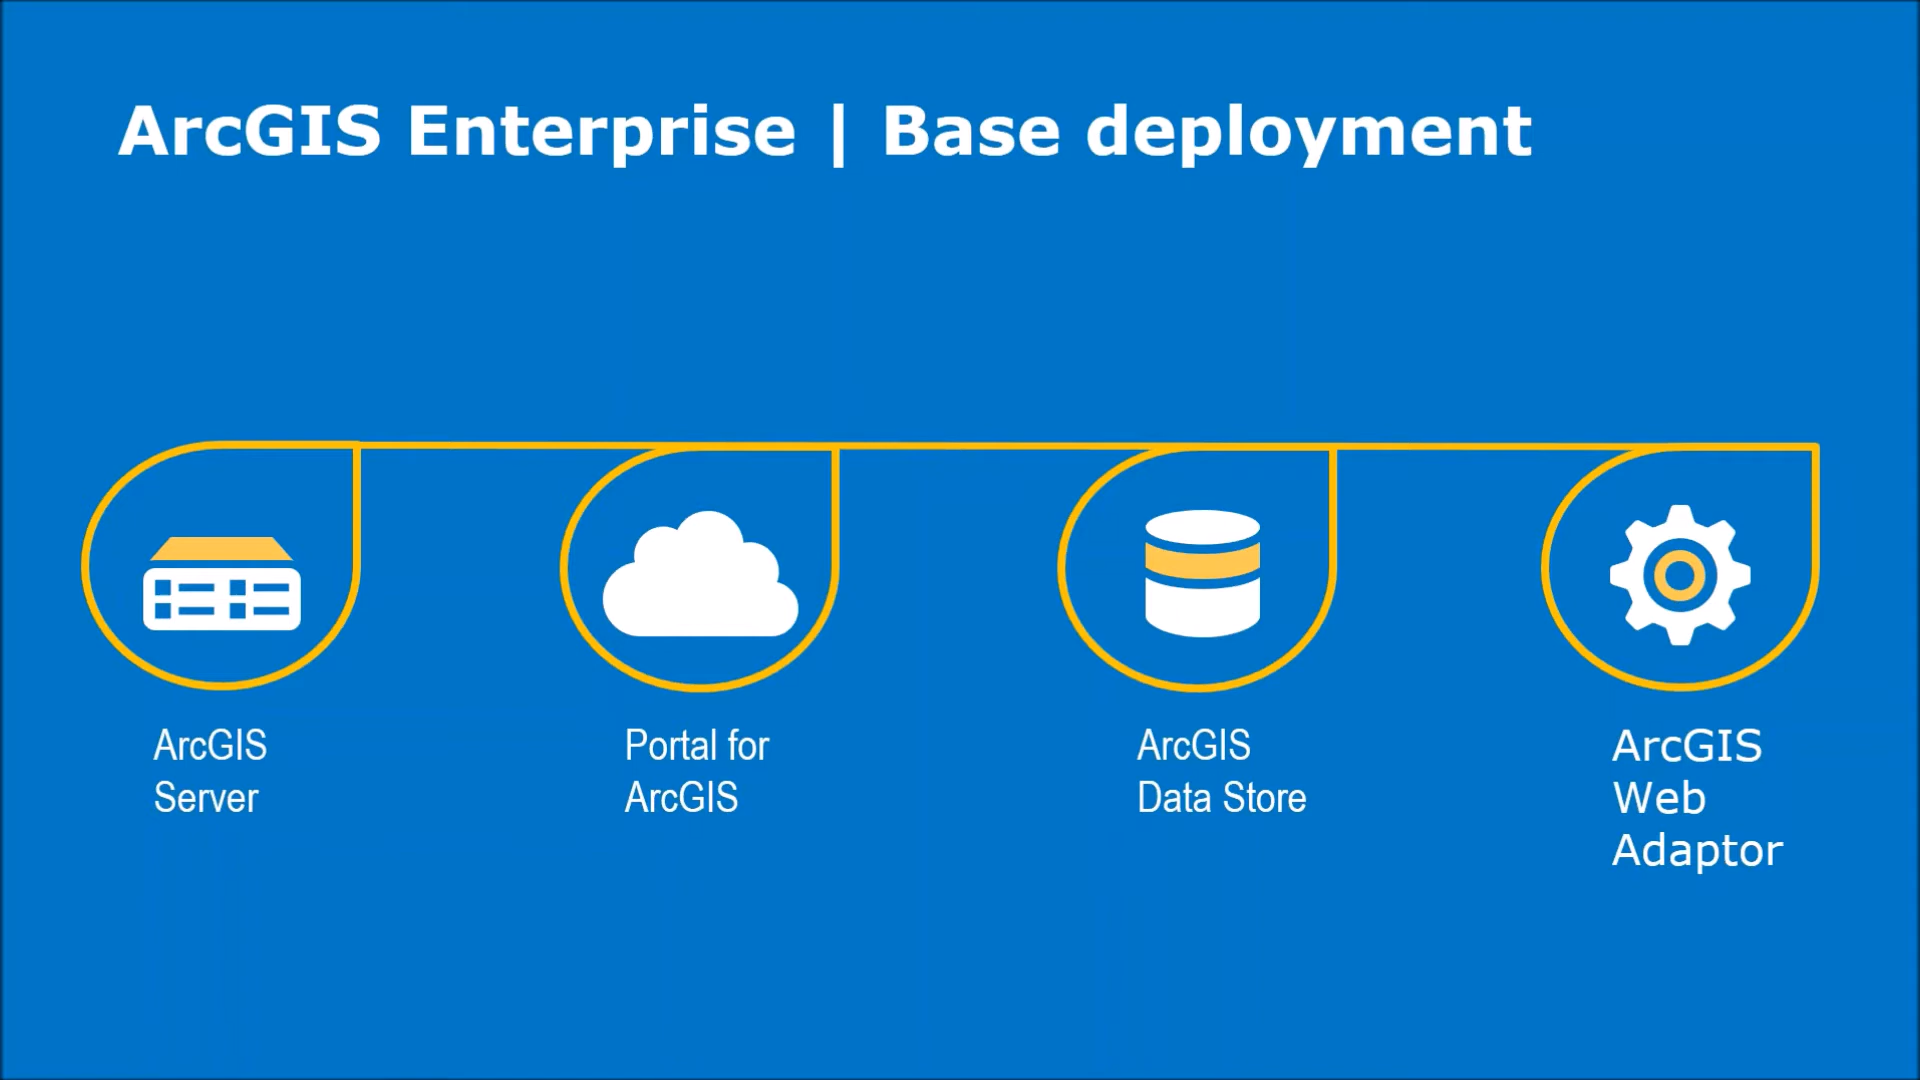 ArcGIS Enterprise | Base deployment
ArcGIS
Server
Portal for
ArcGIS
ArcGIS
Data Store
ArcGIS
Web
Adaptor